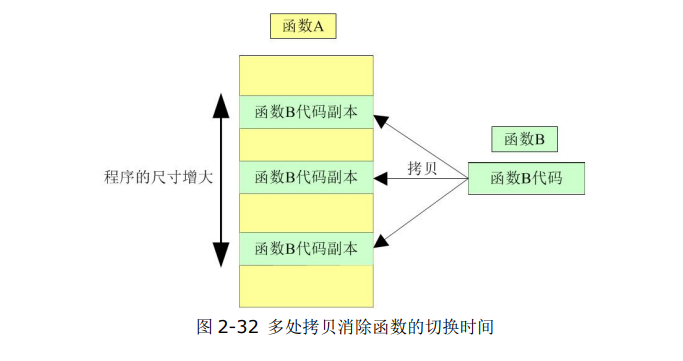 函数A
函数B代码副本
函数B
拷贝
程序的尺寸增大
函数B代码副本
函数B代码
函数B代码副本
图 2-32 多处拷贝消除函数的切换时间